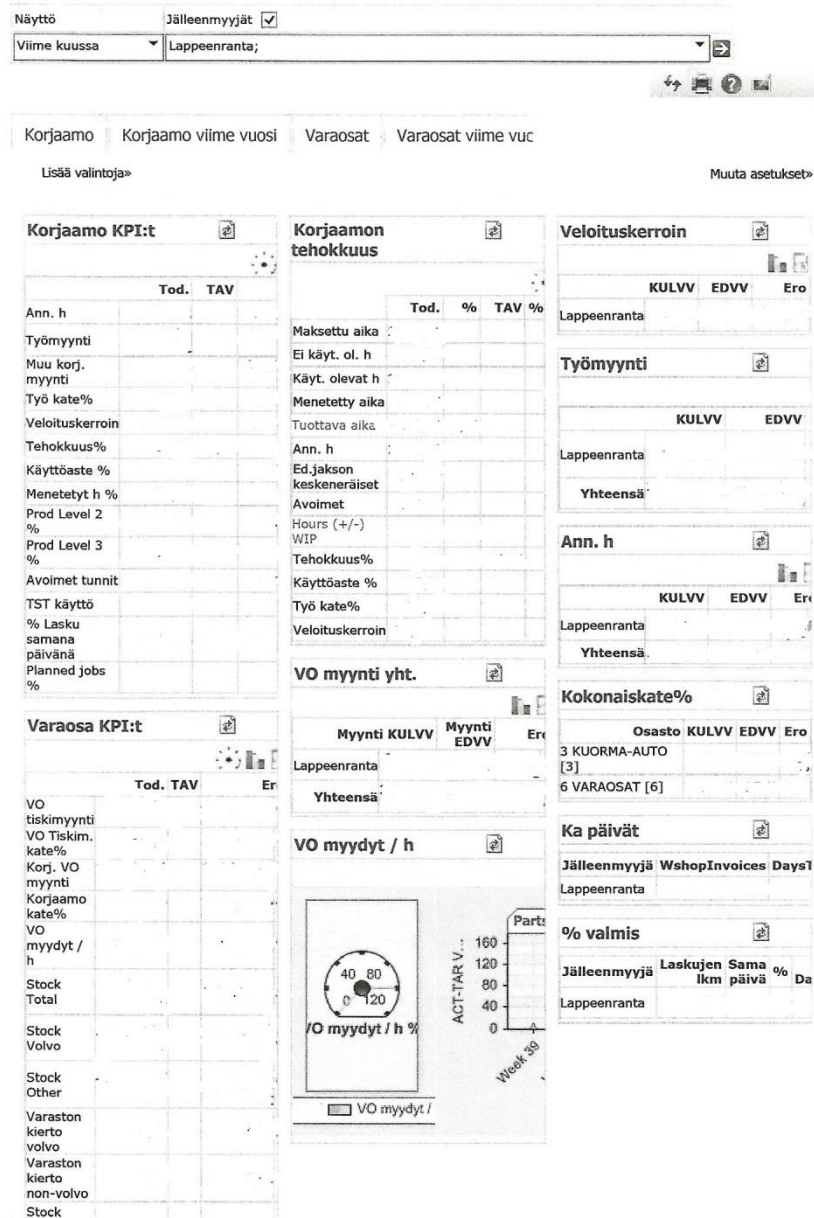 Näyttö
Jälleenmyyjät
Viime kuussa
Lappeenranta;
Korjaamo
Korjaamo viime vuosi
Varaosat
Varaosat viime vuc
Lisää valintoja»
Muuta asetukset»
Korjaamo KPI:t
Tod. TAV
Ann. h
Työmyynti
Muu korj.
myynti
Työ kate%
Veloituskerroin
Tehokkuus%
Käyttöaste %
Menetetyt h %
Prod Level 2
%
Prod Level 3
%
Avoimet tunnit
TST käyttö
% Lasku
samana
päivänä
Planned jobs
%
Varaosa KPI:t
Tod. TAV Er
VO
tiskimyynti
VO Tiskim.
kate%
Korj. VO
myynti
Korjaamo
kate%
VO
myydyt /
h
Stock
Total
Stock
Volvo
Stock
Other
Varaston
kierto
volvo
Varaston
kierto
non-volvo
Stock
Korjaamon
tehokkuus
Tod. % TAV %
Maksettu aika
Ei käyt. ol. h
Käyt. olevat h
Menetetty aika
Tuottava aika
Ann. h
Ed.jakson
keskeneräiset
Avoimet
Hours (+/-)
WIP
Tehokkuus%
Käyttöaste %
Työ kate%
Veloituskerroin
VO myynti yht.
Myynti KULVV Myynti Ero
EDVV
Lappeenranta
Yhteensä
VO myydyt / h
40 80
0 120
VO myydyt / h %
VO myydyt /
Parts
ACT-TAR V...
160
120
80
40
0
Week 39
Veloituskerroin
KULVV EDVV Ero
Lappeenranta
Työmyynti
KULVV EDVV
Lappeenranta
Yhteensä
Ann. h
KULVV EDVV Er
Lappeenranta
Yhteensä
Kokonaiskate%
Osasto KULVV EDVV Ero
3 KUORMA-AUTO
[3]
6 VARAOSAT [6]
Ka päivät
Jälleenmyyjä WshopInvoices DaysT
Lappeenranta
% valmis
Jälleenmyyjä Laskujen Sama % Da
lkm päivä
Lappeenranta